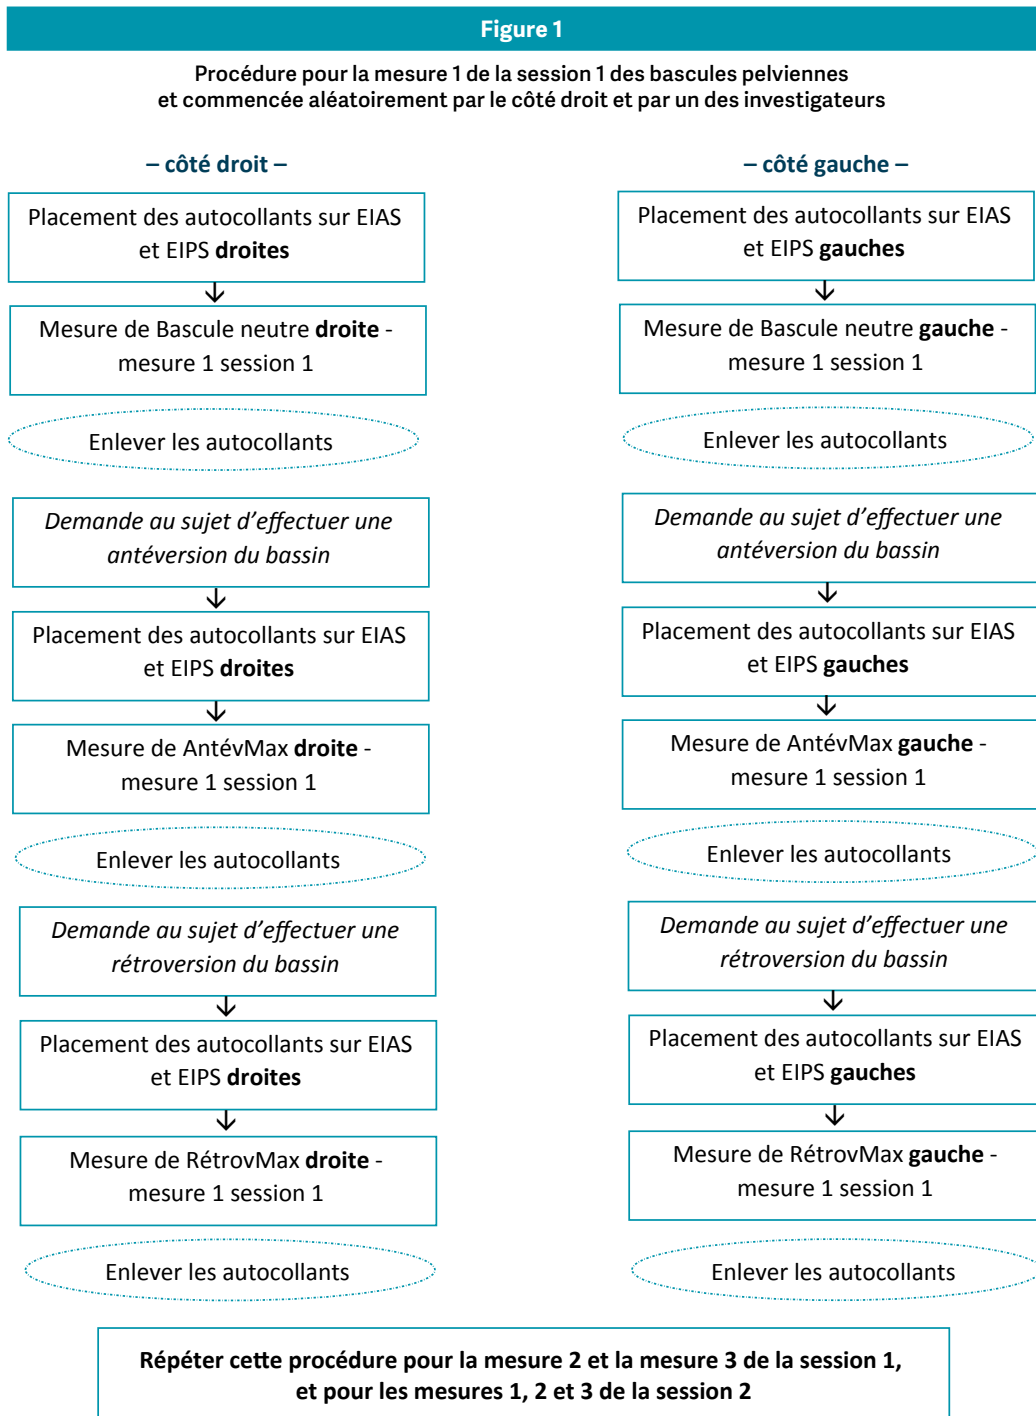 Figure 1
Procédure pour la mesure 1 de la session 1 des bascules pelviennes
et commencée aléatoirement par le côté droit et par un des investigateurs
– côté droit –
Placement des autocollants sur EIAS
et EIPS droites
Mesure de Bascule neutre droite -
mesure 1 session 1
Enlever les autocollants
Demande au sujet d'effectuer une
antéversion du bassin
Placement des autocollants sur EIAS
et EIPS droites
Mesure de AntévMax droite -
mesure 1 session 1
Enlever les autocollants
Demande au sujet d'effectuer une
rétroversion du bassin
Placement des autocollants sur EIAS
et EIPS droites
Mesure de RétrovMax droite -
mesure 1 session 1
Enlever les autocollants
– côté gauche –
Placement des autocollants sur EIAS
et EIPS gauches
Mesure de Bascule neutre gauche -
mesure 1 session 1
Enlever les autocollants
Demande au sujet d'effectuer une
antéversion du bassin
Placement des autocollants sur EIAS
et EIPS gauches
Mesure de AntévMax gauche -
mesure 1 session 1
Enlever les autocollants
Demande au sujet d'effectuer une
rétroversion du bassin
Placement des autocollants sur EIAS
et EIPS gauches
Mesure de RétrovMax gauche -
mesure 1 session 1
Enlever les autocollants
Répéter cette procédure pour la mesure 2 et la mesure 3 de la session 1,
et pour les mesures 1, 2 et 3 de la session 2